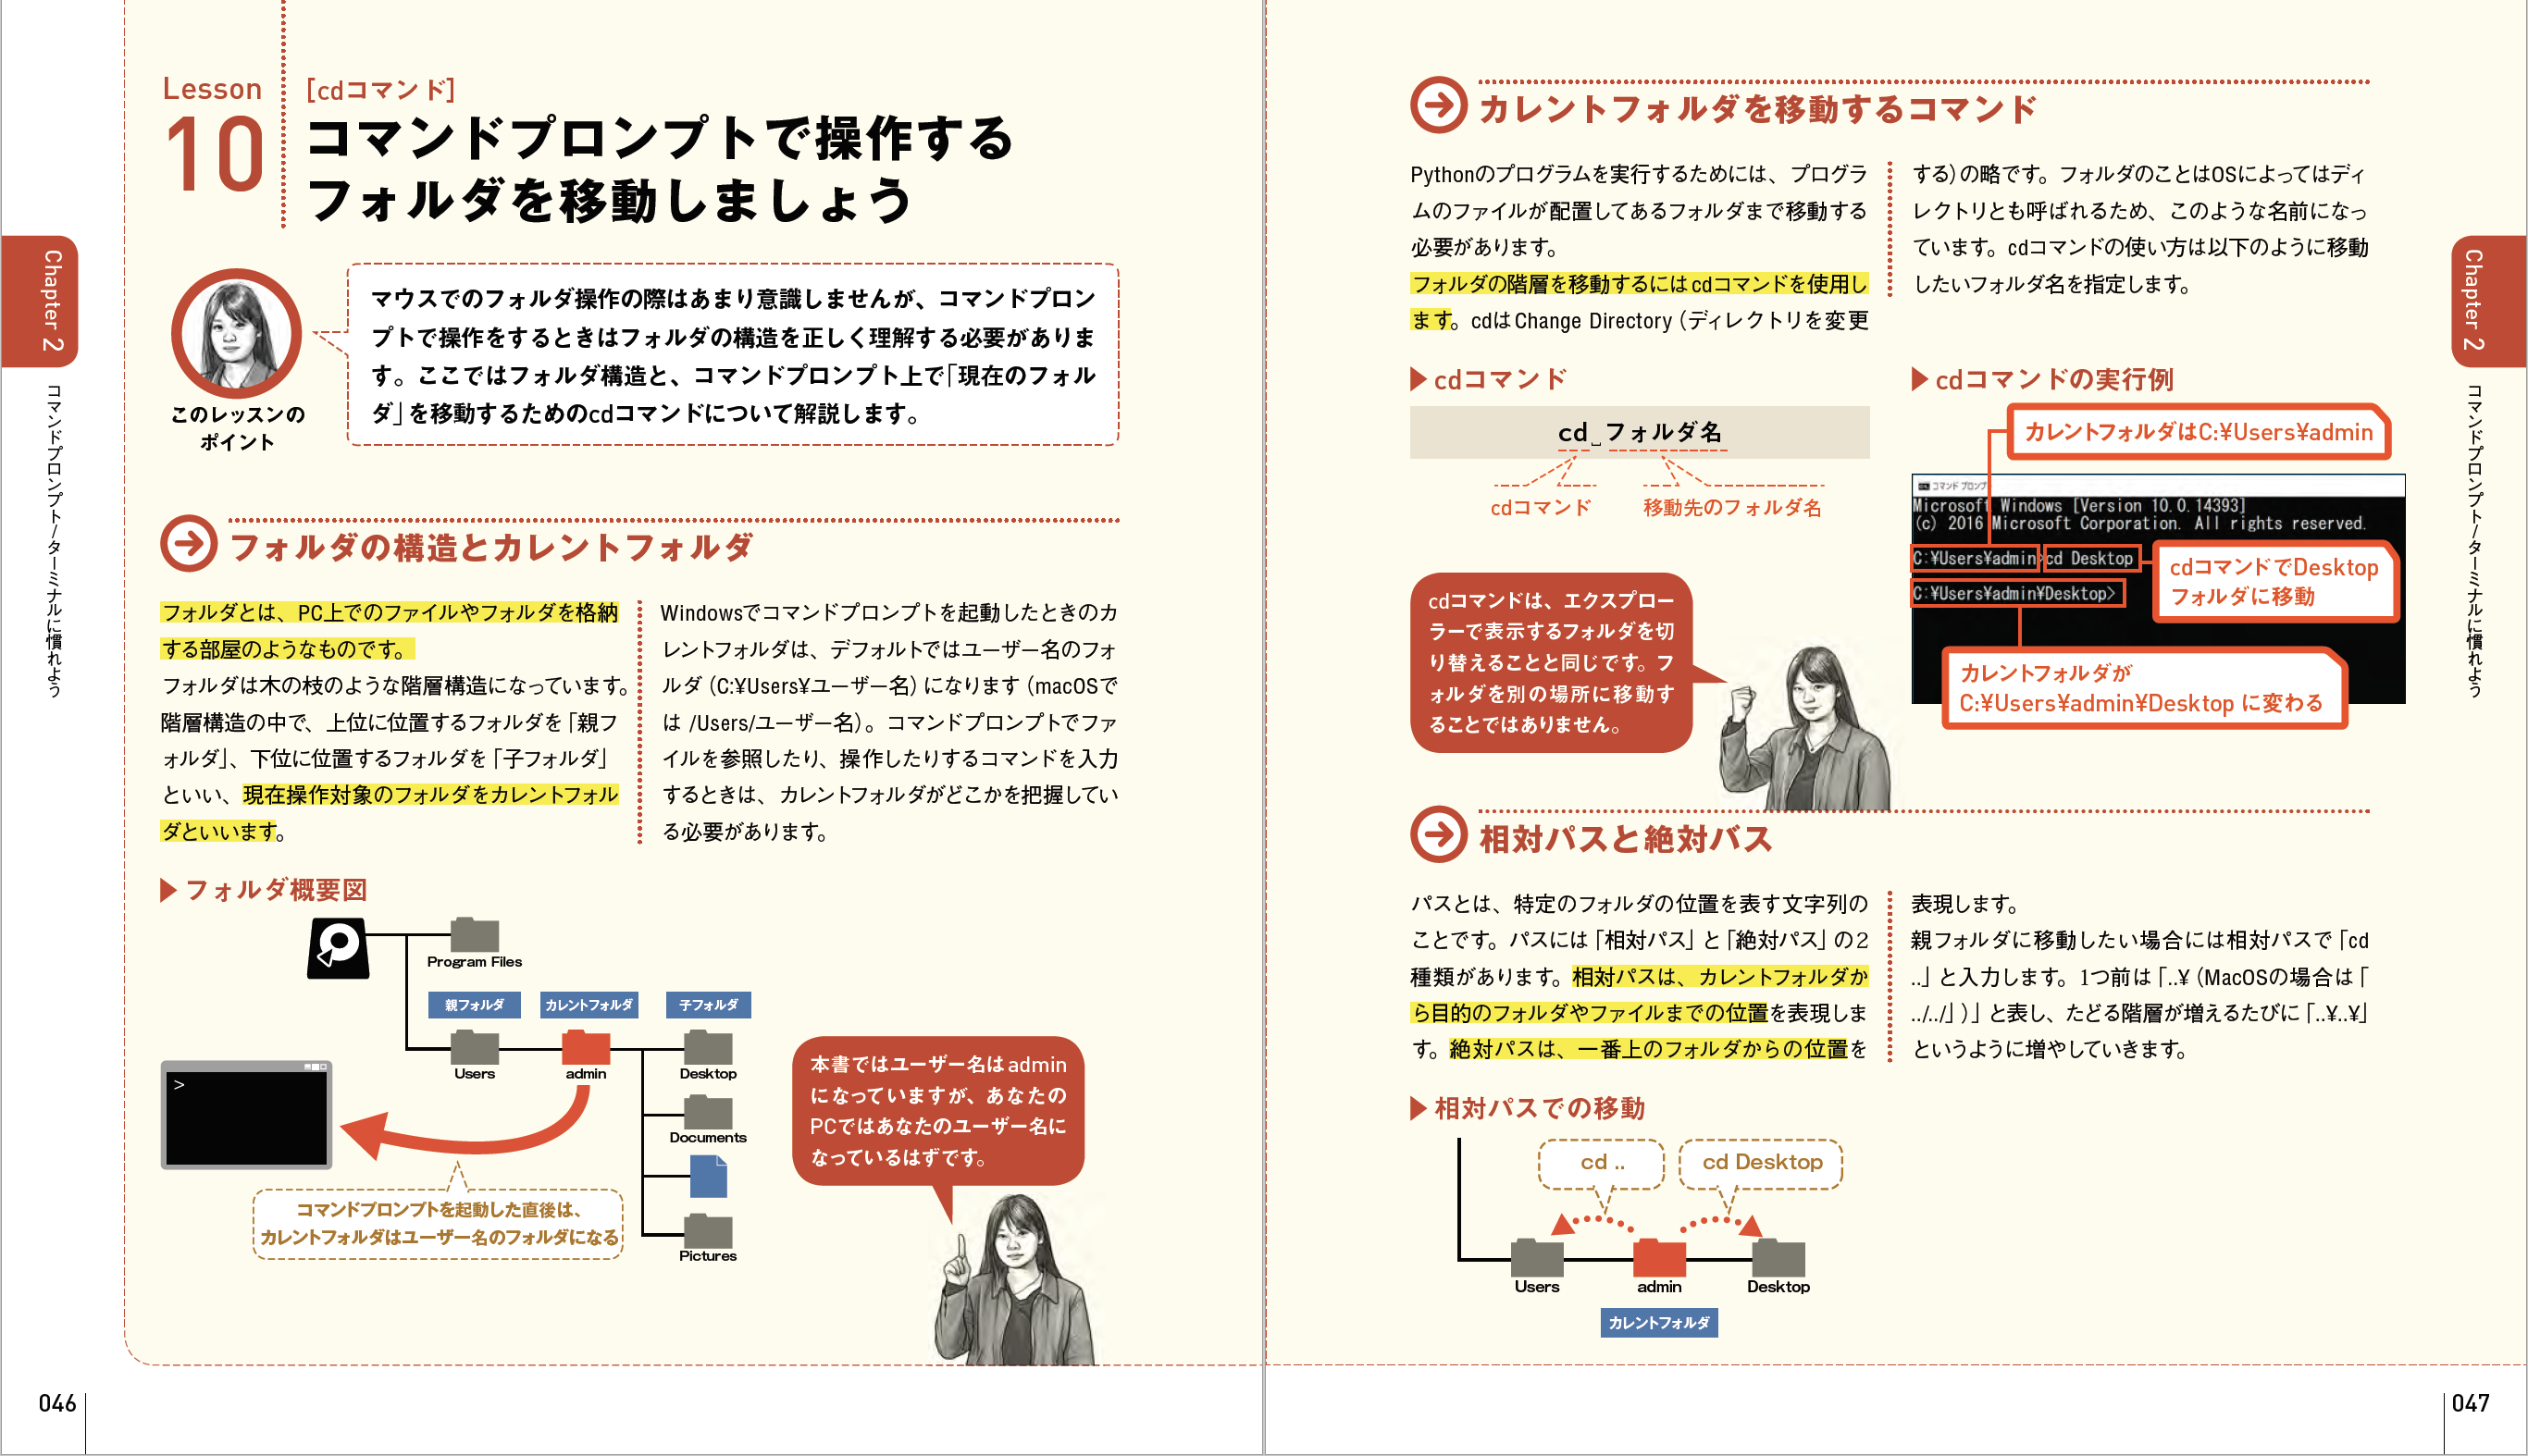 Lesson
10
[cdコマンド]
コマンドプロンプトで操作する
フォルダを移動しましょう
このレッスンの
ポイント
マウスでのフォルダ操作の際はあまり意識しませんが、コマンドプロン
プトで操作をするときはフォルダの構造を正しく理解する必要がありま
す。ここではフォルダ構造と、コマンドプロンプト上で「現在のフォル
ダ」を移動するためのcdコマンドについて解説します。
Chapter 2
コマンドプロンプト/ターミナルに慣れよう
フォルダの構造とカレントフォルダ
フォルダとは、PC上でのファイルやフォルダを格納
する部屋のようなものです。
フォルダは木の枝のような階層構造になっています。
階層構造の中で、上位に位置するフォルダを「親フ
ォルダ」、下位に位置するフォルダを「子フォルダ」
といい、現在操作対象のフォルダをカレントフォル
ダといいます。
Windowsでコマンドプロンプトを起動したときのカ
レントフォルダは、デフォルトではユーザー名のフォ
ルダ（C:¥Users¥ユーザー名）になります（macOSで
は /Users/ユーザー名）。コマンドプロンプトでファ
イルを参照したり、操作したりするコマンドを入力
するときは、カレントフォルダがどこかを把握してい
る必要があります。
フォルダ概要図
Program Files
親フォルダ
カレントフォルダ
子フォルダ
Users
admin
Desktop
Documents
Pictures
>
コマンドプロンプトを起動した直後は、
カレントフォルダはユーザー名のフォルダになる
本書ではユーザー名はadmin
になっていますが、あなたの
PCではあなたのユーザー名に
なっているはずです。
046
カレントフォルダを移動するコマンド
Pythonのプログラムを実行するためには、プログラ
ムのファイルが配置してあるフォルダまで移動する
必要があります。
フォルダの階層を移動するにはcdコマンドを使用し
ます。cdはChange Directory（ディレクトリを変更
する）の略です。フォルダのことはOSによってはディ
レクトリとも呼ばれるため、このような名前になっ
ています。cdコマンドの使い方は以下のように移動
したいフォルダ名を指定します。
cdコマンド
cd␣フォルダ名
cdコマンド
移動先のフォルダ名
cdコマンドは、エクスプロー
ラーで表示するフォルダを切
り替えることと同じです。フ
ォルダを別の場所に移動す
ることではありません。
cdコマンドの実行例
カレントフォルダはC:¥Users¥admin
コマンド プロンプ
Microsoft Windows [Version 10.0.14393]
(c) 2016 Microsoft Corporation. All rights reserved.
C:¥Users¥admin>cd Desktop
C:¥Users¥admin¥Desktop>
cdコマンドでDesktop
フォルダに移動
カレントフォルダが
C:¥Users¥admin¥Desktop に変わる
相対パスと絶対バス
パスとは、特定のフォルダの位置を表す文字列の
ことです。パスには「相対パス」と「絶対パス」の2
種類があります。相対パスは、カレントフォルダか
ら目的のフォルダやファイルまでの位置を表現しま
す。絶対パスは、一番上のフォルダからの位置を
表現します。
親フォルダに移動したい場合には相対パスで「cd
..」と入力します。1つ前は「..¥（MacOSの場合は「
../../」）」と表し、たどる階層が増えるたびに「..¥..¥」
というように増やしていきます。
相対パスでの移動
cd ..
cd Desktop
Users
admin
Desktop
カレントフォルダ
Chapter 2
コマンドプロンプト/ターミナルに慣れよう
047